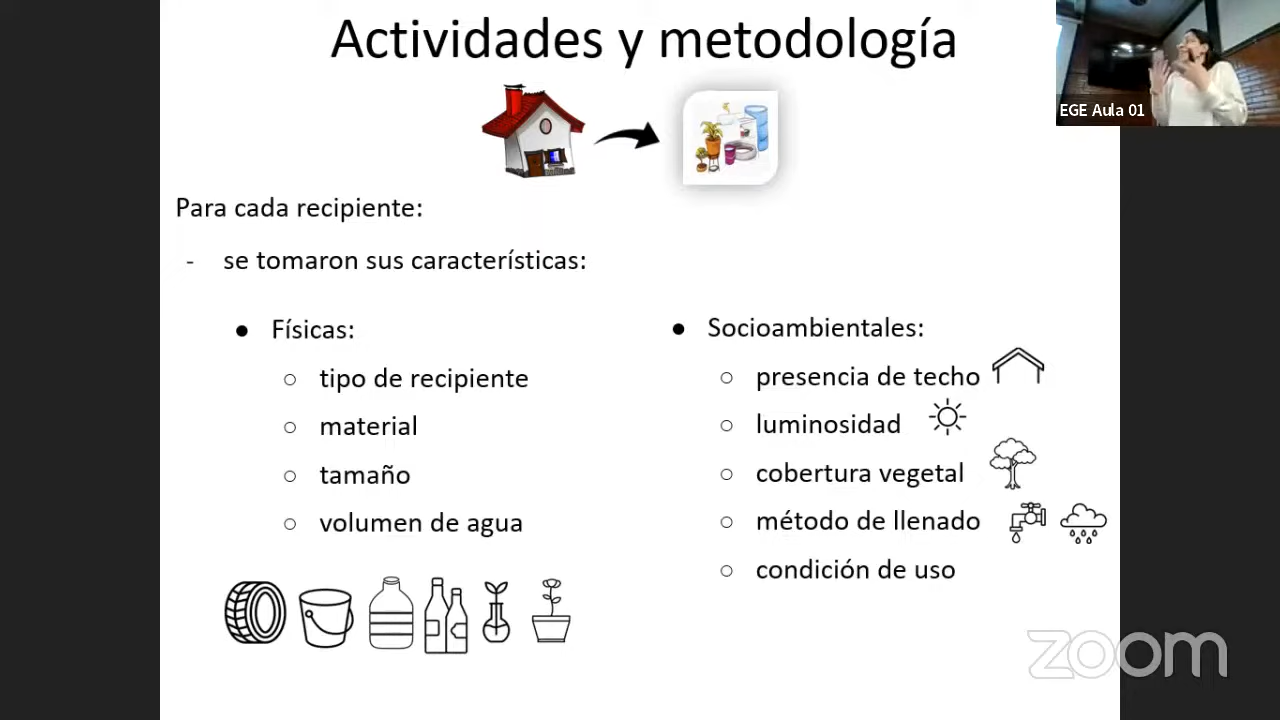 Actividades y metodología
EGE Aula 01
Para cada recipiente:
- se tomaron sus características:
● Físicas:
○ tipo de recipiente
○ material
○ tamaño
○ volumen de agua
● Socioambientales:
○ presencia de techo
○ luminosidad
○ cobertura vegetal
○ método de llenado
○ condición de uso
zoom